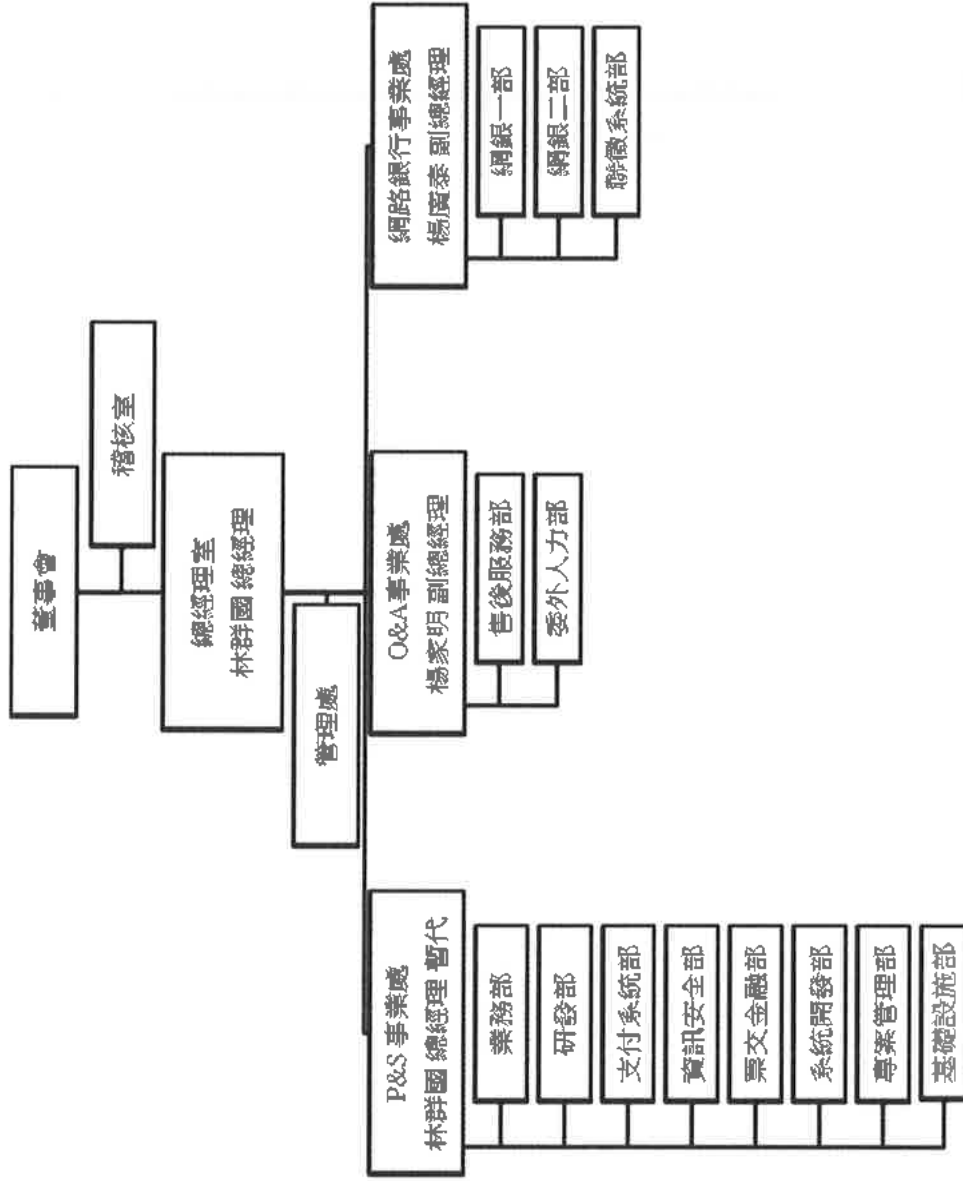 董事會
稽核室
總經理室
林群國 總經理
管理處
P&S 事業處
林群國 總經理 暫代
業務部
研發部
支付系統部
資訊安全部
票交金融部
系統開發部
專案管理部
基礎設施部
O&A事業處
楊家明 副總經理
售後服務部
委外人力部
網路銀行事業處
楊廣泰 副總經理
網銀一部
網銀二部
聯徵系統部